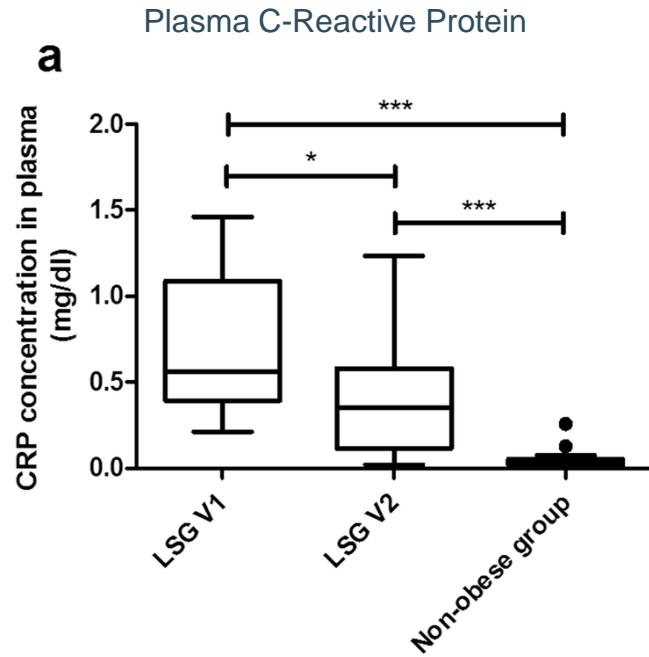 Plasma C-Reactive Protein
a
CRP concentration in plasma
(mg/dl)
2.0
1.5
1.0
0.5
0.0
***
*
***
LSG V1
LSG V2
Non-obese group